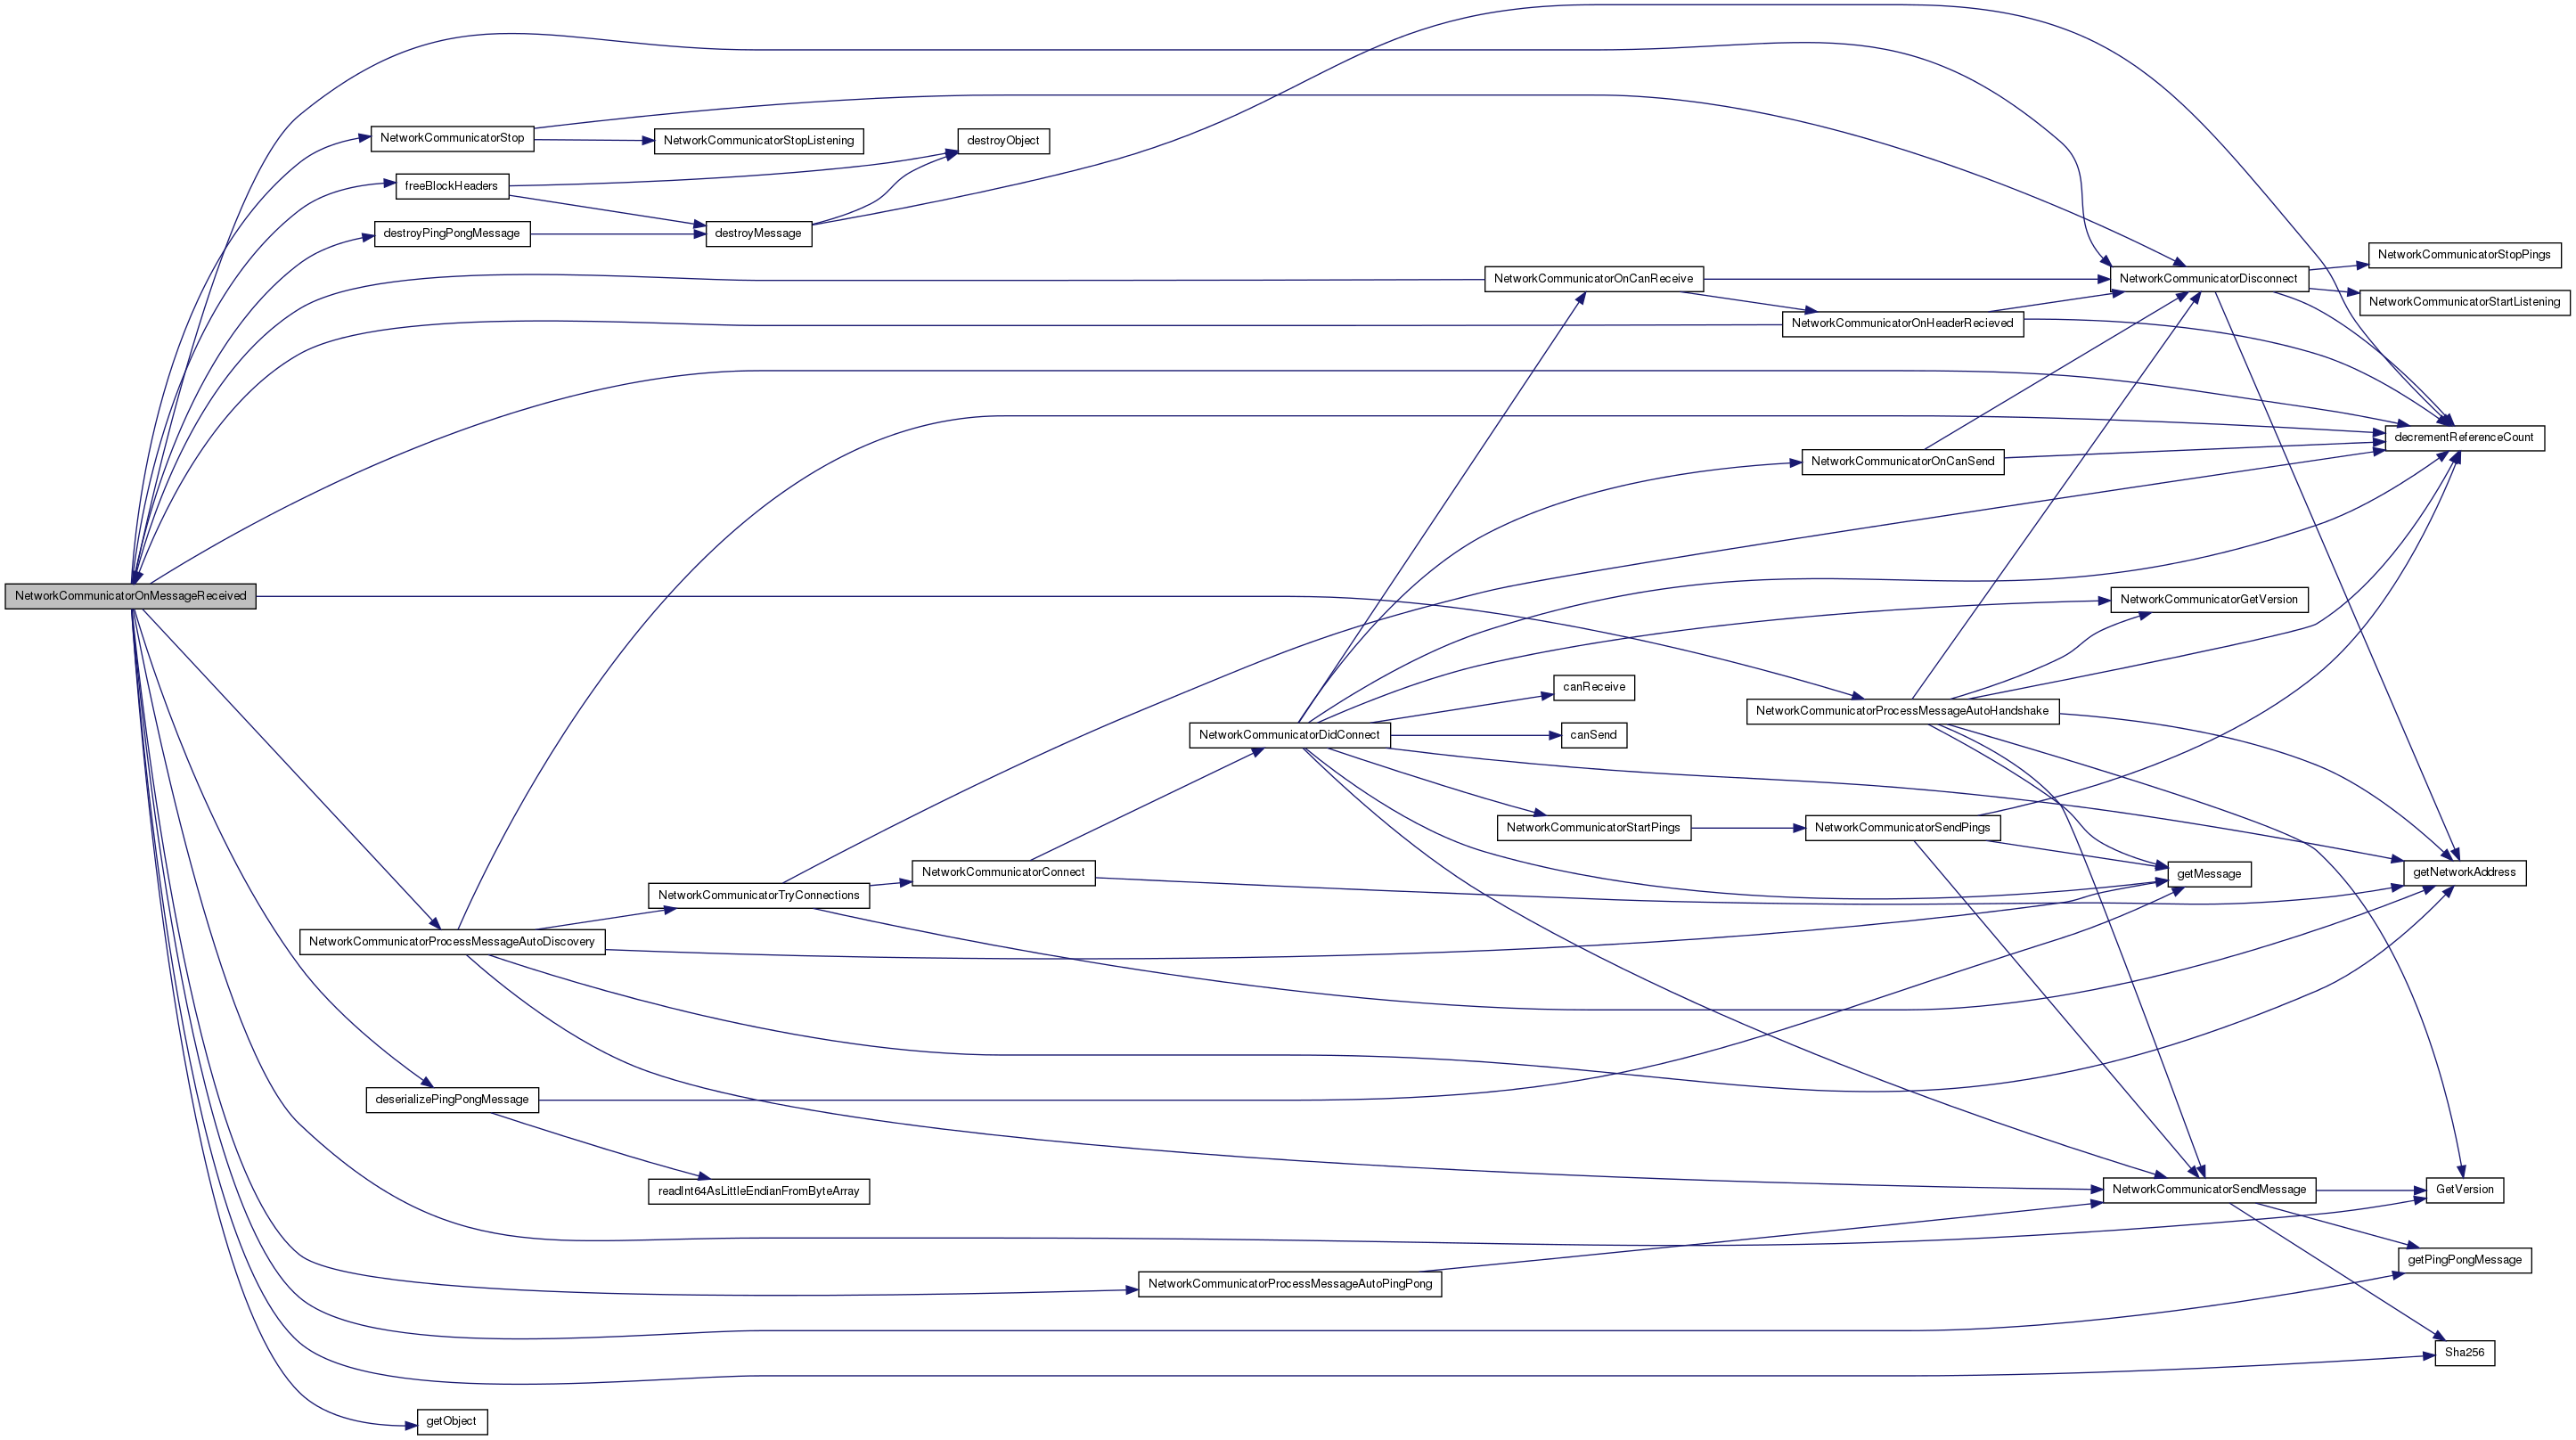 NetworkCommunicatorStop
NetworkCommunicatorStopListening
destroyObject
freeBlockHeaders
destroyPingPongMessage
destroyMessage
NetworkCommunicatorStopPings
NetworkCommunicatorOnCanReceive
NetworkCommunicatorDisconnect
NetworkCommunicatorStartListening
NetworkCommunicatorOnHeaderRecieved
decrementReferenceCount
NetworkCommunicatorOnCanSend
NetworkCommunicatorOnMessageReceived
NetworkCommunicatorGetVersion
canReceive
NetworkCommunicatorProcessMessageAutoHandshake
NetworkCommunicatorDidConnect
canSend
NetworkCommunicatorStartPings
NetworkCommunicatorSendPings
NetworkCommunicatorConnect
getMessage
getNetworkAddress
NetworkCommunicatorTryConnections
NetworkCommunicatorProcessMessageAutoDiscovery
deserializePingPongMessage
readInt64AsLittleEndianFromByteArray
NetworkCommunicatorSendMessage
GetVersion
getPingPongMessage
NetworkCommunicatorProcessMessageAutoPingPong
Sha256
getObject